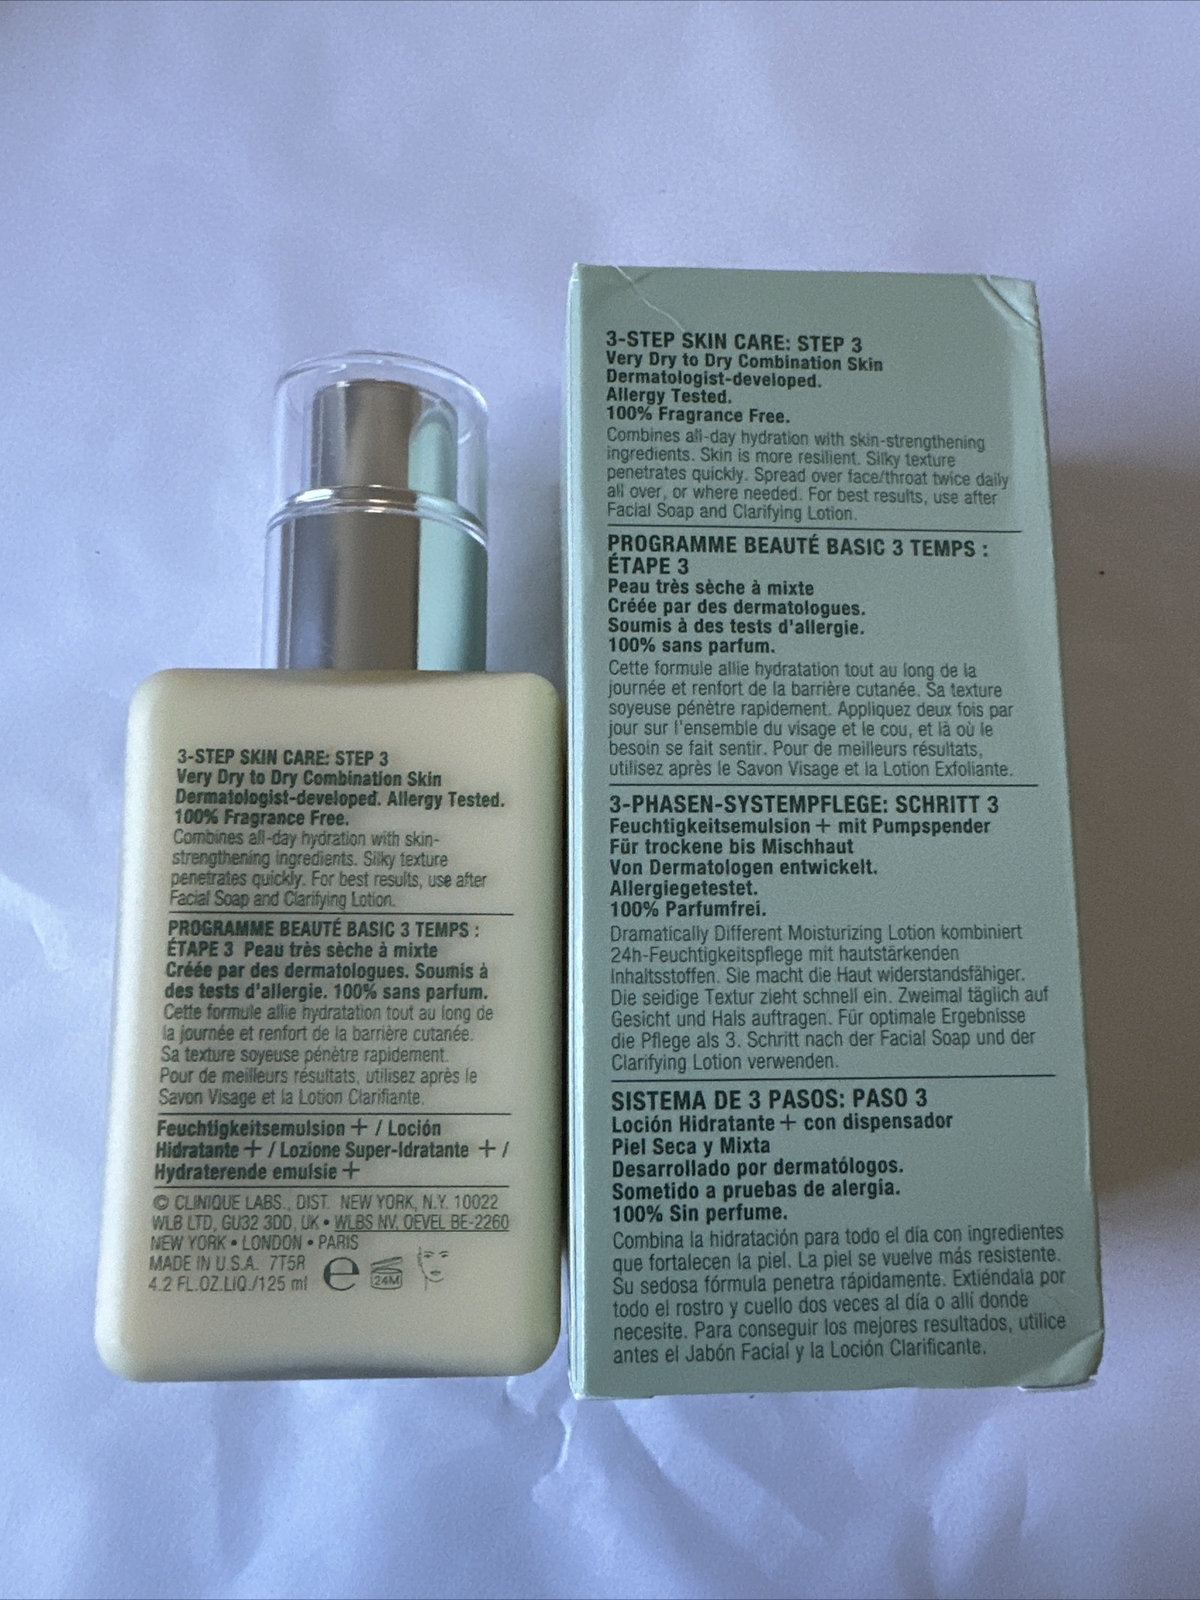 3-STEP SKIN CARE: STEP 3
Very Dry to Dry Combination Skin
Dermatologist-developed. Allergy Tested.
100% Fragrance Free.
Combines all-day hydration with skin-
strengthening ingredients. Silky texture
penetrates quickly. For best results, use after
Facial Soap and Clarifying Lotion.
PROGRAMME BEAUTÉ BASIC 3 TEMPS :
ÉTAPE 3 Peau très sèche à mixte
Créée par des dermatologues. Soumis à
des tests d'allergie. 100% sans parfum.
Cette formule allie hydratation tout au long de
la journée et renfort de la barrière cutanée.
Sa texture soyeuse pénètre rapidement.
Pour de meilleurs résultats, utilisez après le
Savon Visage et la Lotion Clarifiante.
Feuchtigkeitsemulsion + / Loción
Hidratante + / Lozione Super-Idratante + /
Hydraterende emulsie +
© CLINIQUE LABS., DIST. NEW YORK, N.Y. 10022
WLB LTD, GU32 3DD, UK • WLBS NV, OEVEL BE-2260
NEW YORK • LONDON • PARIS
MADE IN U.S.A. 7T5R
4.2 FL.OZ.LIQ./125 ml e 24M
3-STEP SKIN CARE: STEP 3
Very Dry to Dry Combination Skin
Dermatologist-developed.
Allergy Tested.
100% Fragrance Free.
Combines all-day hydration with skin-strengthening
ingredients. Skin is more resilient. Silky texture
penetrates quickly. Spread over face/throat twice daily
all over, or where needed. For best results, use after
Facial Soap and Clarifying Lotion.
PROGRAMME BEAUTÉ BASIC 3 TEMPS :
ÉTAPE 3
Peau très sèche à mixte
Créée par des dermatologues.
Soumis à des tests d'allergie.
100% sans parfum.
Cette formule allie hydratation tout au long de la
journée et renfort de la barrière cutanée. Sa texture
soyeuse pénètre rapidement. Appliquez deux fois par
jour sur l'ensemble du visage et le cou, et là où le
besoin se fait sentir. Pour de meilleurs résultats,
utilisez après le Savon Visage et la Lotion Exfoliante.
3-PHASEN-SYSTEMPFLEGE: SCHRITT 3
Feuchtigkeitsemulsion + mit Pumpspender
Für trockene bis Mischhaut
Von Dermatologen entwickelt.
Allergiegetestet.
100% Parfumfrei.
Dramatically Different Moisturizing Lotion kombiniert
24h-Feuchtigkeitspflege mit hautstärkenden
Inhaltsstoffen. Sie macht die Haut widerstandsfähiger.
Die seidige Textur zieht schnell ein. Zweimal täglich auf
Gesicht und Hals auftragen. Für optimale Ergebnisse
die Pflege als 3. Schritt nach der Facial Soap und der
Clarifying Lotion verwenden.
SISTEMA DE 3 PASOS: PASO 3
Loción Hidratante + con dispensador
Piel Seca y Mixta
Desarrollado por dermatólogos.
Sometido a pruebas de alergia.
100% Sin perfume.
Combina la hidratación para todo el día con ingredientes
que fortalecen la piel. La piel se vuelve más resistente.
Su sedosa fórmula penetra rápidamente. Extiéndala por
todo el rostro y cuello dos veces al día o allí donde
necesite. Para conseguir los mejores resultados, utilice
antes el Jabón Facial y la Loción Clarificante.